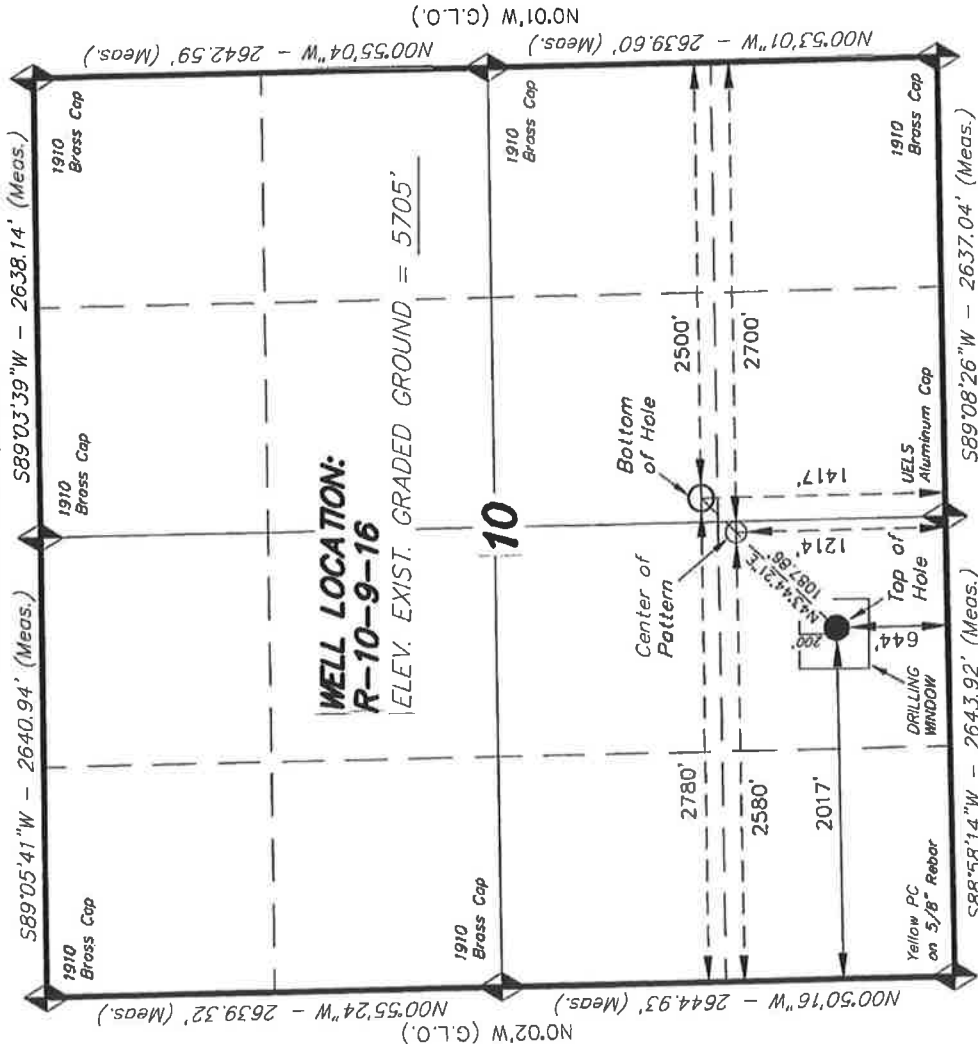 S89°05'41"W – 2640.94' (Meas.)
S89°03'39"W – 2638.14' (Meas.)
1910
Brass Cap
1910
Brass Cap
1910
Brass Cap
N00°55'24"W – 2639.32' (Meas.)
N0°02'W (G.L.O.)
N00°55'04"W – 2642.59' (Meas.)
N0°01'W (G.L.O.)
WELL LOCATION:
R-10-9-16
ELEV. EXIST. GRADED GROUND = 5705'
1910
Brass Cap
10
1910
Brass Cap
N00°50'16"W – 2644.93' (Meas.)
N00°53'01"W – 2639.60' (Meas.)
Bottom
of Hole
Center of
Pattern
2780'
2500'
2580'
2700'
N43°44'21"E
1087.86'
1417'
1214'
200'
2017'
644'
Top of
Hole
DRILLING
WINDOW
Yellow PC
on 5/8" Rebar
UELS
Aluminum Cap
1910
Brass Cap
S88°58'14"W – 2643.92' (Meas.)
S89°08'26"W – 2637.04' (Meas.)